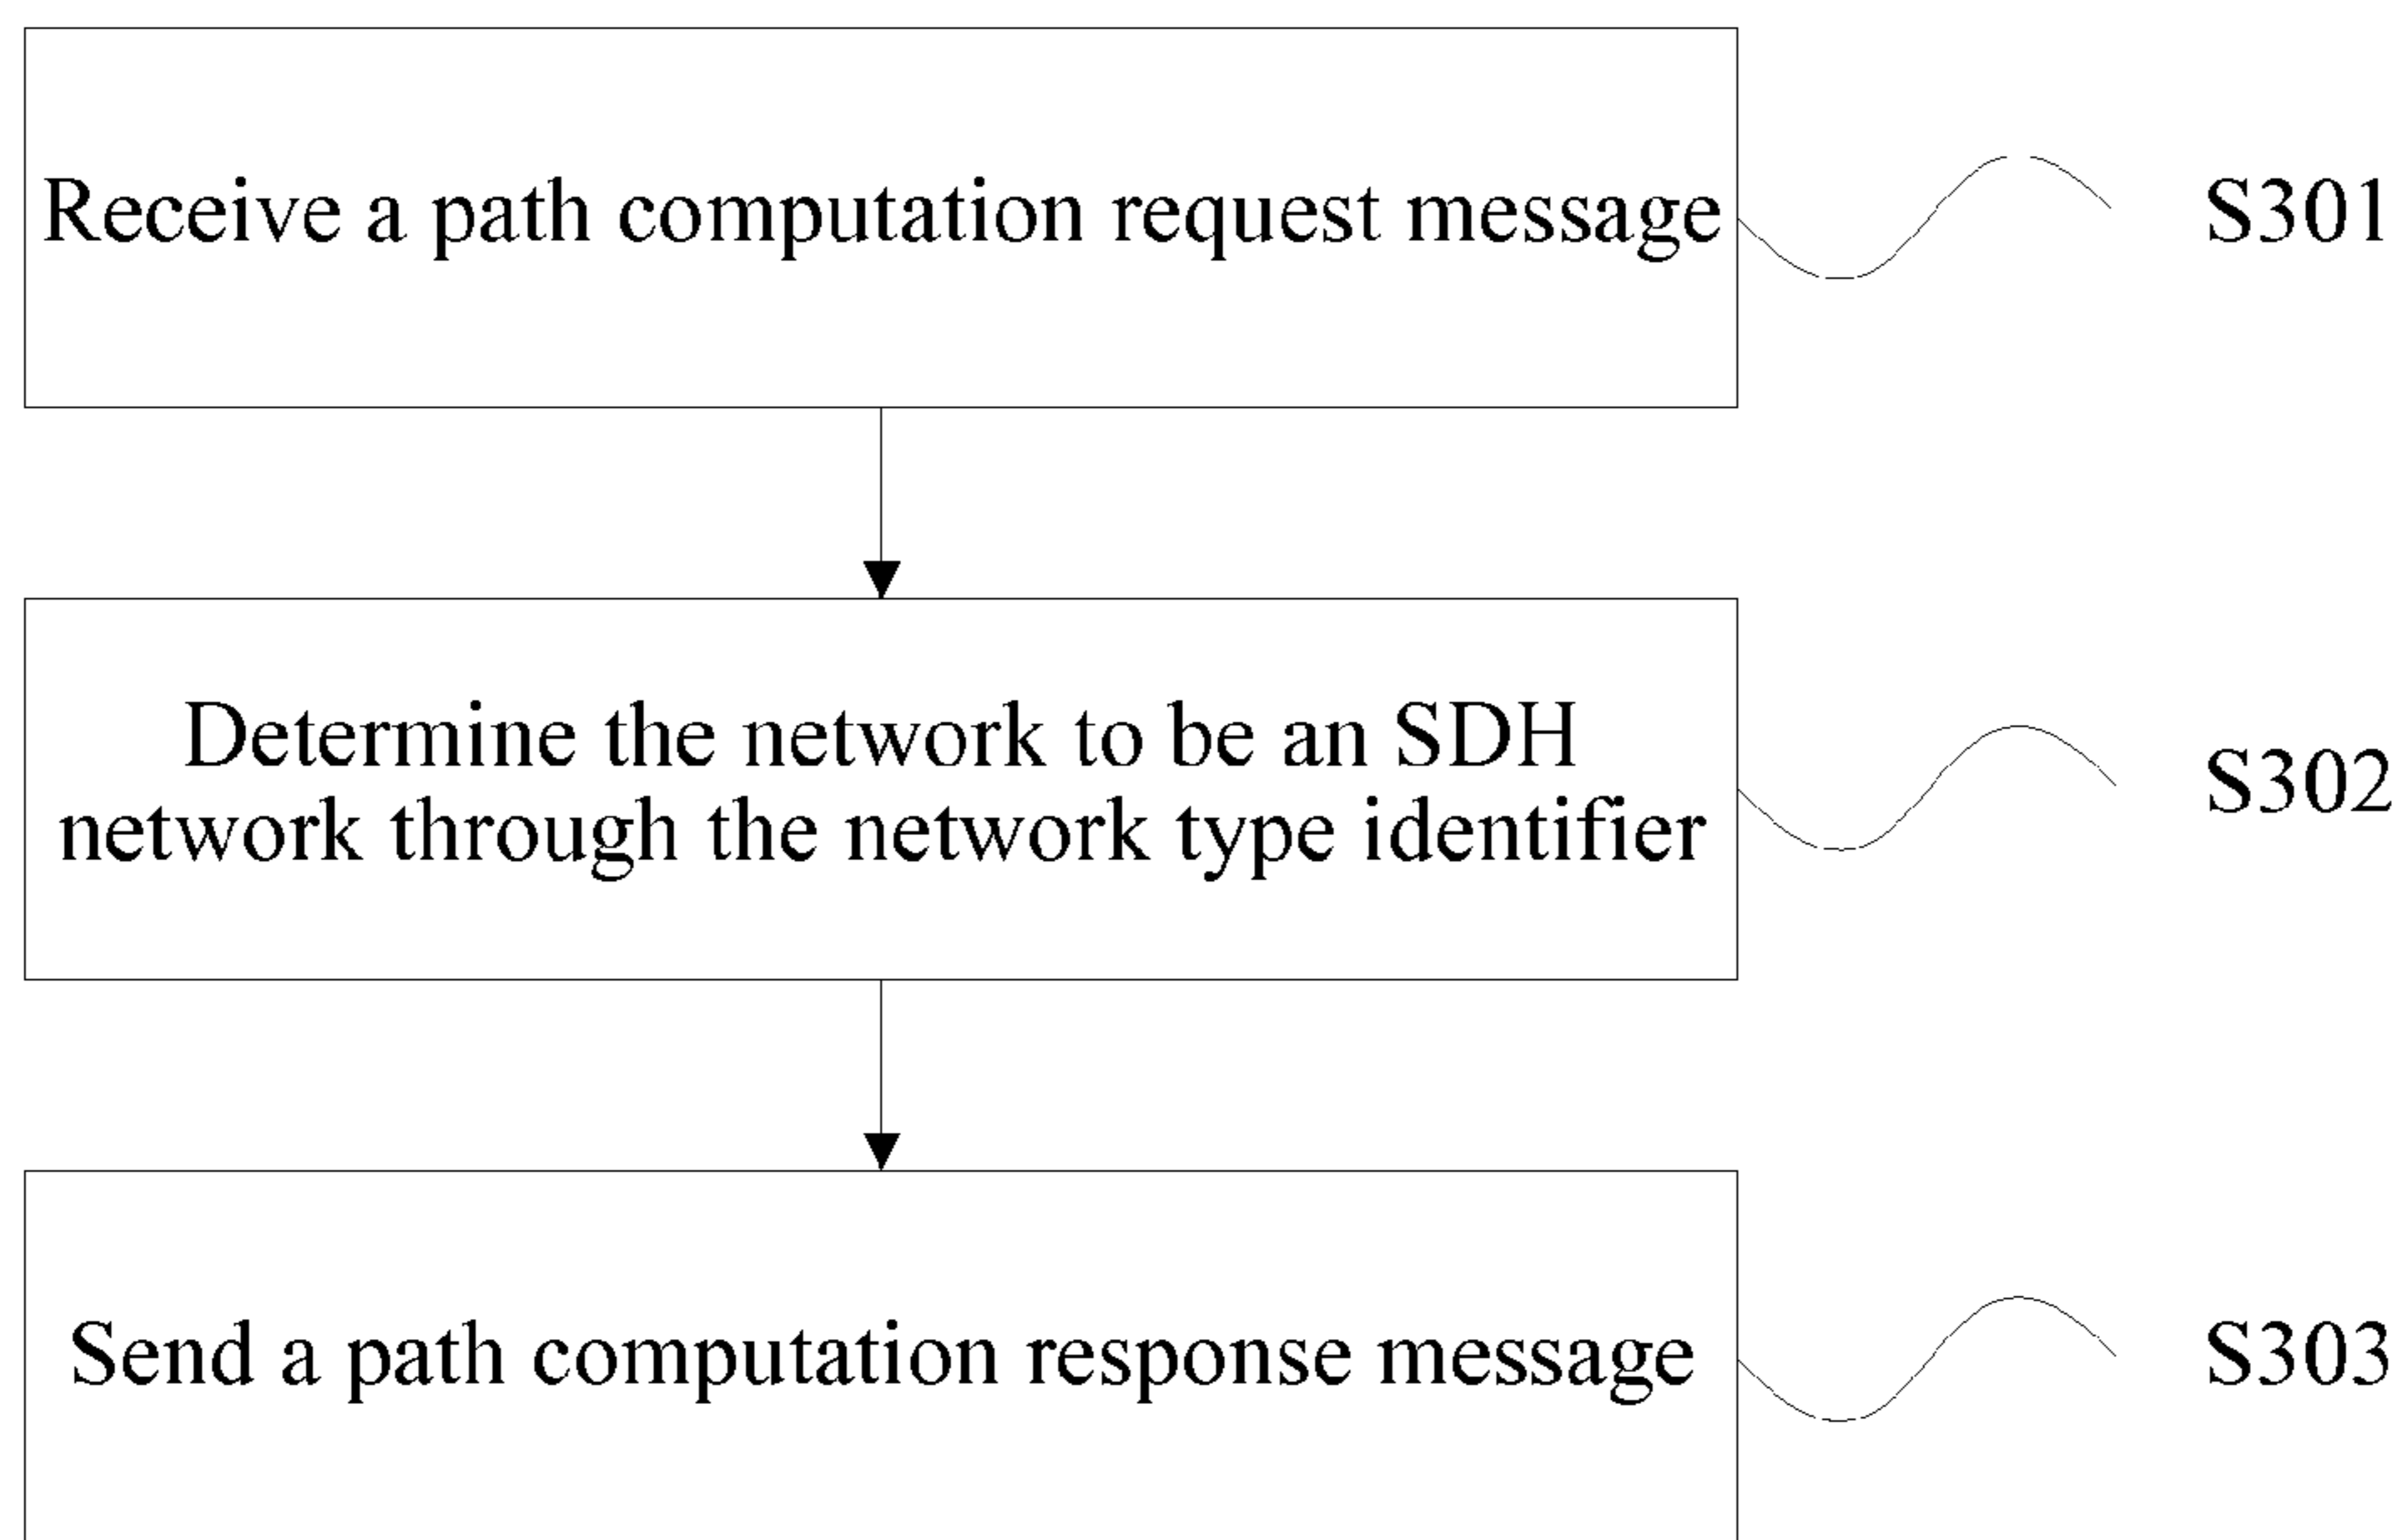 Receive a path computation request message
S301
Determine the network to be an SDH
network through the network type identifier
S302
Send a path computation response message
S303